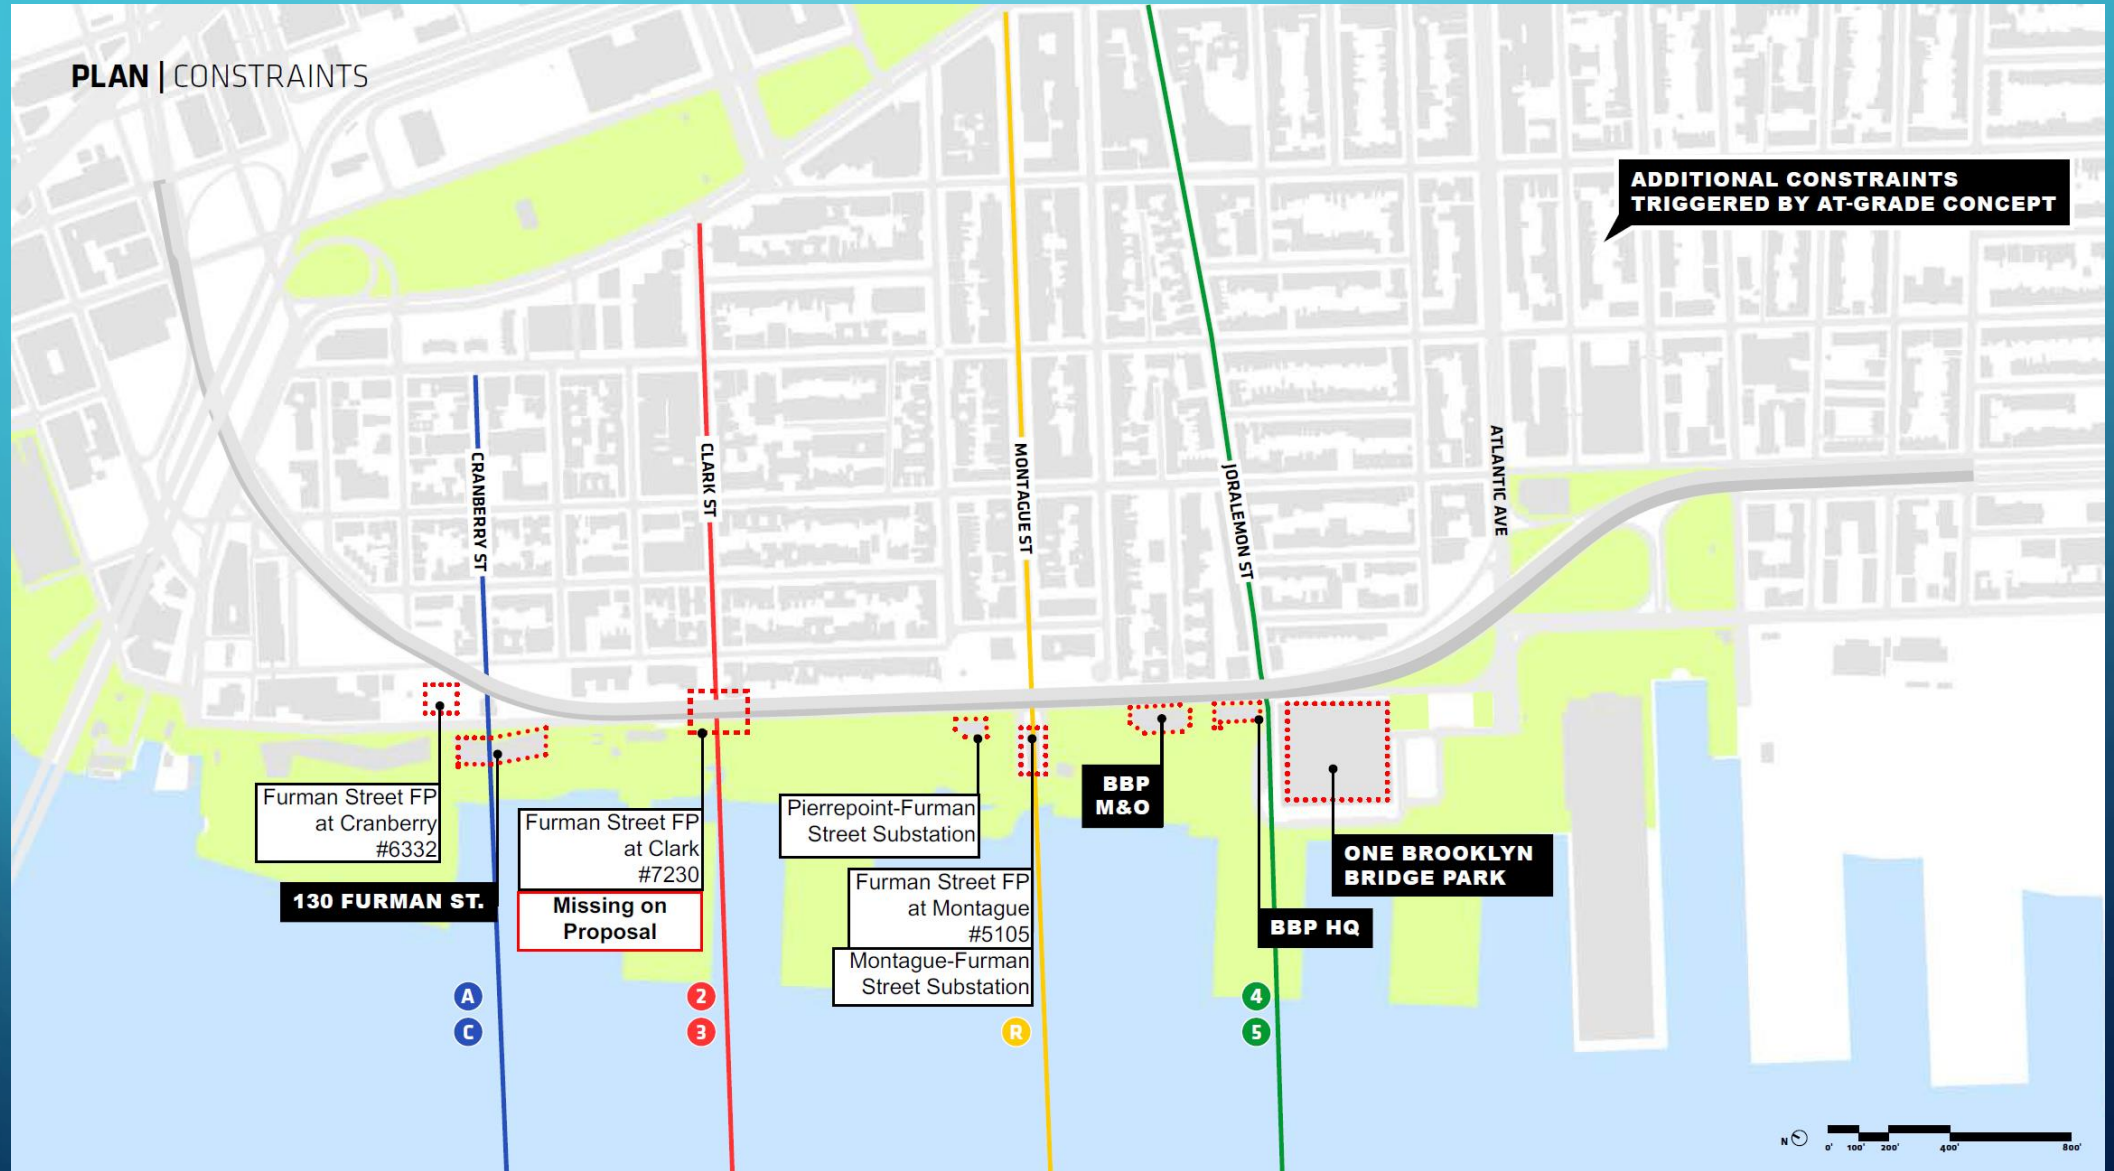 PLAN | CONSTRAINTS
ADDITIONAL CONSTRAINTS
TRIGGERED BY AT-GRADE CONCEPT
CRANBERRY ST
CLARK ST
MONTAGUE ST
JORALEMON ST
ATLANTIC AVE
Furman Street FP
at Cranberry
#6332
130 FURMAN ST.
Furman Street FP
at Clark
#7230
Missing on
Proposal
Pierrepoint-Furman
Street Substation
Furman Street FP
at Montague
#5105
Montague-Furman
Street Substation
BBP
M&O
BBP HQ
ONE BROOKLYN
BRIDGE PARK
A
C
2
3
R
4
5
N
0' 100' 200' 400' 800'